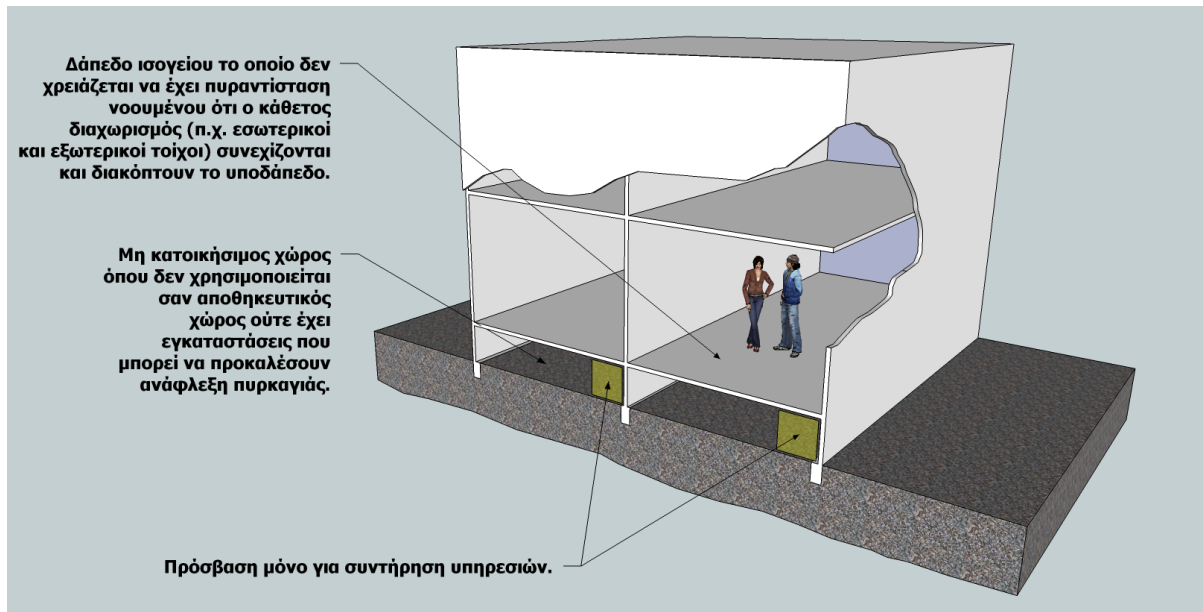 Δάπεδο ισογείου το οποίο δεν
χρειάζεται να έχει πυραντίσταση
νοουμένου ότι ο κάθετος
διαχωρισμός (π.χ. εσωτερικοί
και εξωτερικοί τοίχοι) συνεχίζονται
και διακόπτουν το υποδάπεδο.
Μη κατοικήσιμος χώρος
όπου δεν χρησιμοποιείται
σαν αποθηκευτικός
χώρος ούτε έχει
εγκαταστάσεις που
μπορεί να προκαλέσουν
ανάφλεξη πυρκαγιάς.
Πρόσβαση μόνο για συντήρηση υπηρεσιών.